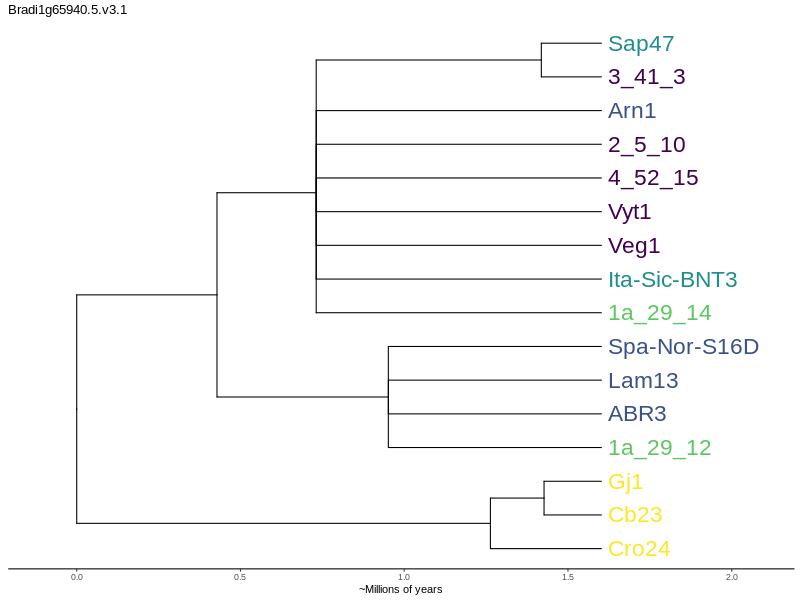 Bradi1g65940.5.v3.1
Sap47
3_41_3
Arn1
2_5_10
4_52_15
Vyt1
Veg1
Ita-Sic-BNT3
1a_29_14
Spa-Nor-S16D
Lam13
ABR3
1a_29_12
Gj1
Cb23
Cro24
0.0 0.5 1.0 1.5 2.0
~Millions of years